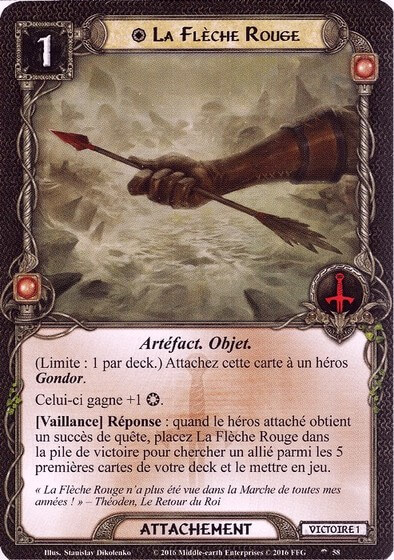 1
La Flèche Rouge
Artéfact. Objet.
(Limite : 1 par deck.) Attachez cette carte à un héros
Gondor.
Celui-ci gagne +1
[Vaillance] Réponse : quand le héros attaché obtient
un succès de quête, placez La Flèche Rouge dans
la pile de victoire pour chercher un allié parmi les 5
premières cartes de votre deck et le mettre en jeu.
« La Flèche Rouge n'a plus été vue dans la Marche de toutes mes
années ! » – Théoden, Le Retour du Roi
ATTACHEMENT
VICTOIRE 1
Illus. Stanislav Dikolenko
© 2016 Middle-earth Enterprises © 2016 FFG
58